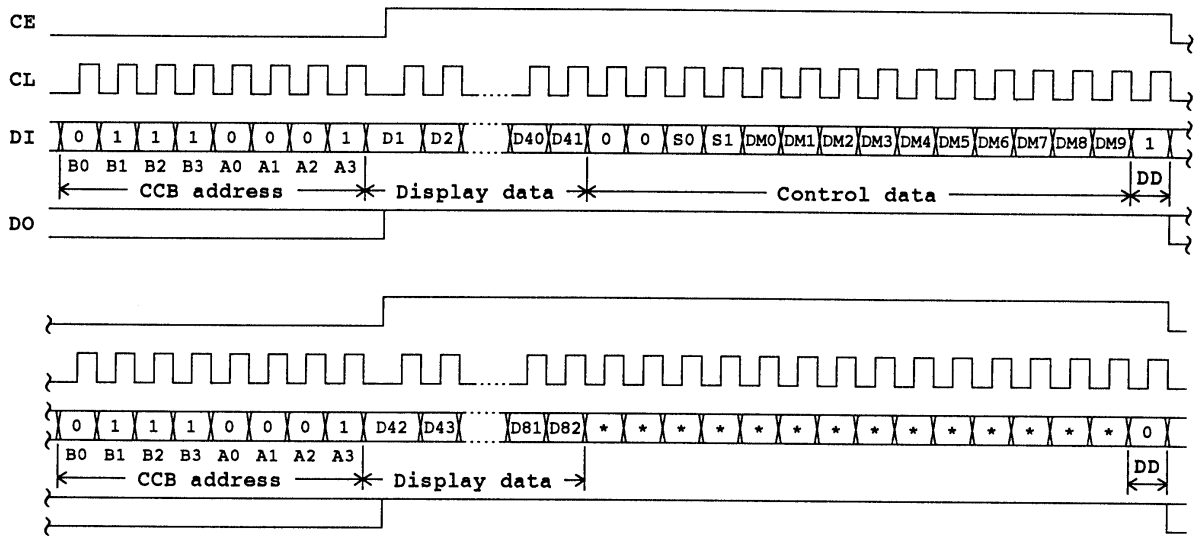 CE
CL
DI 0 1 1 1 0 0 0 1 D1 D2 D40 D41 0 0 S0 S1 DM0 DM1 DM2 DM3 DM4 DM5 DM6 DM7 DM8 DM9 1
B0 B1 B2 B3 A0 A1 A2 A3 DD
CCB address Display data Control data
DO
0 1 1 1 0 0 0 1 D42 D43 D81 D82 * * * * * * * * * * * * * * 0
B0 B1 B2 B3 A0 A1 A2 A3 DD
CCB address Display data